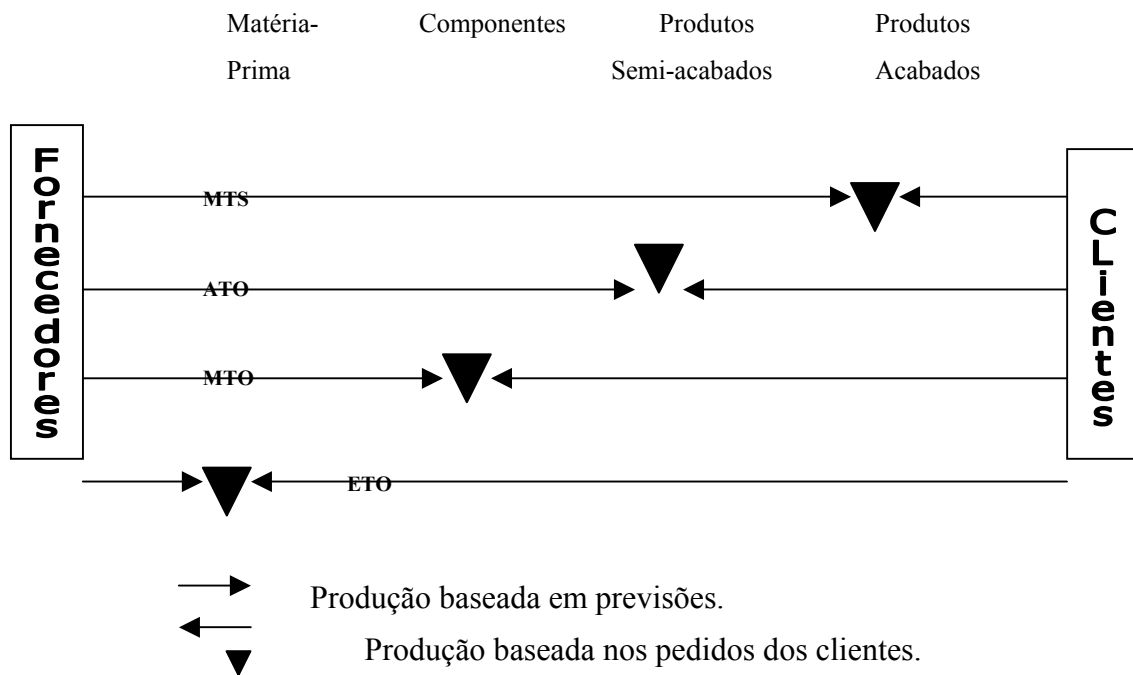 Matéria- Componentes Produtos Produtos
Prima Semi-acabados Acabados
Fornecedores
CLientes
MTS
ATO
MTO
ETO
Produção baseada em previsões.
Produção baseada nos pedidos dos clientes.